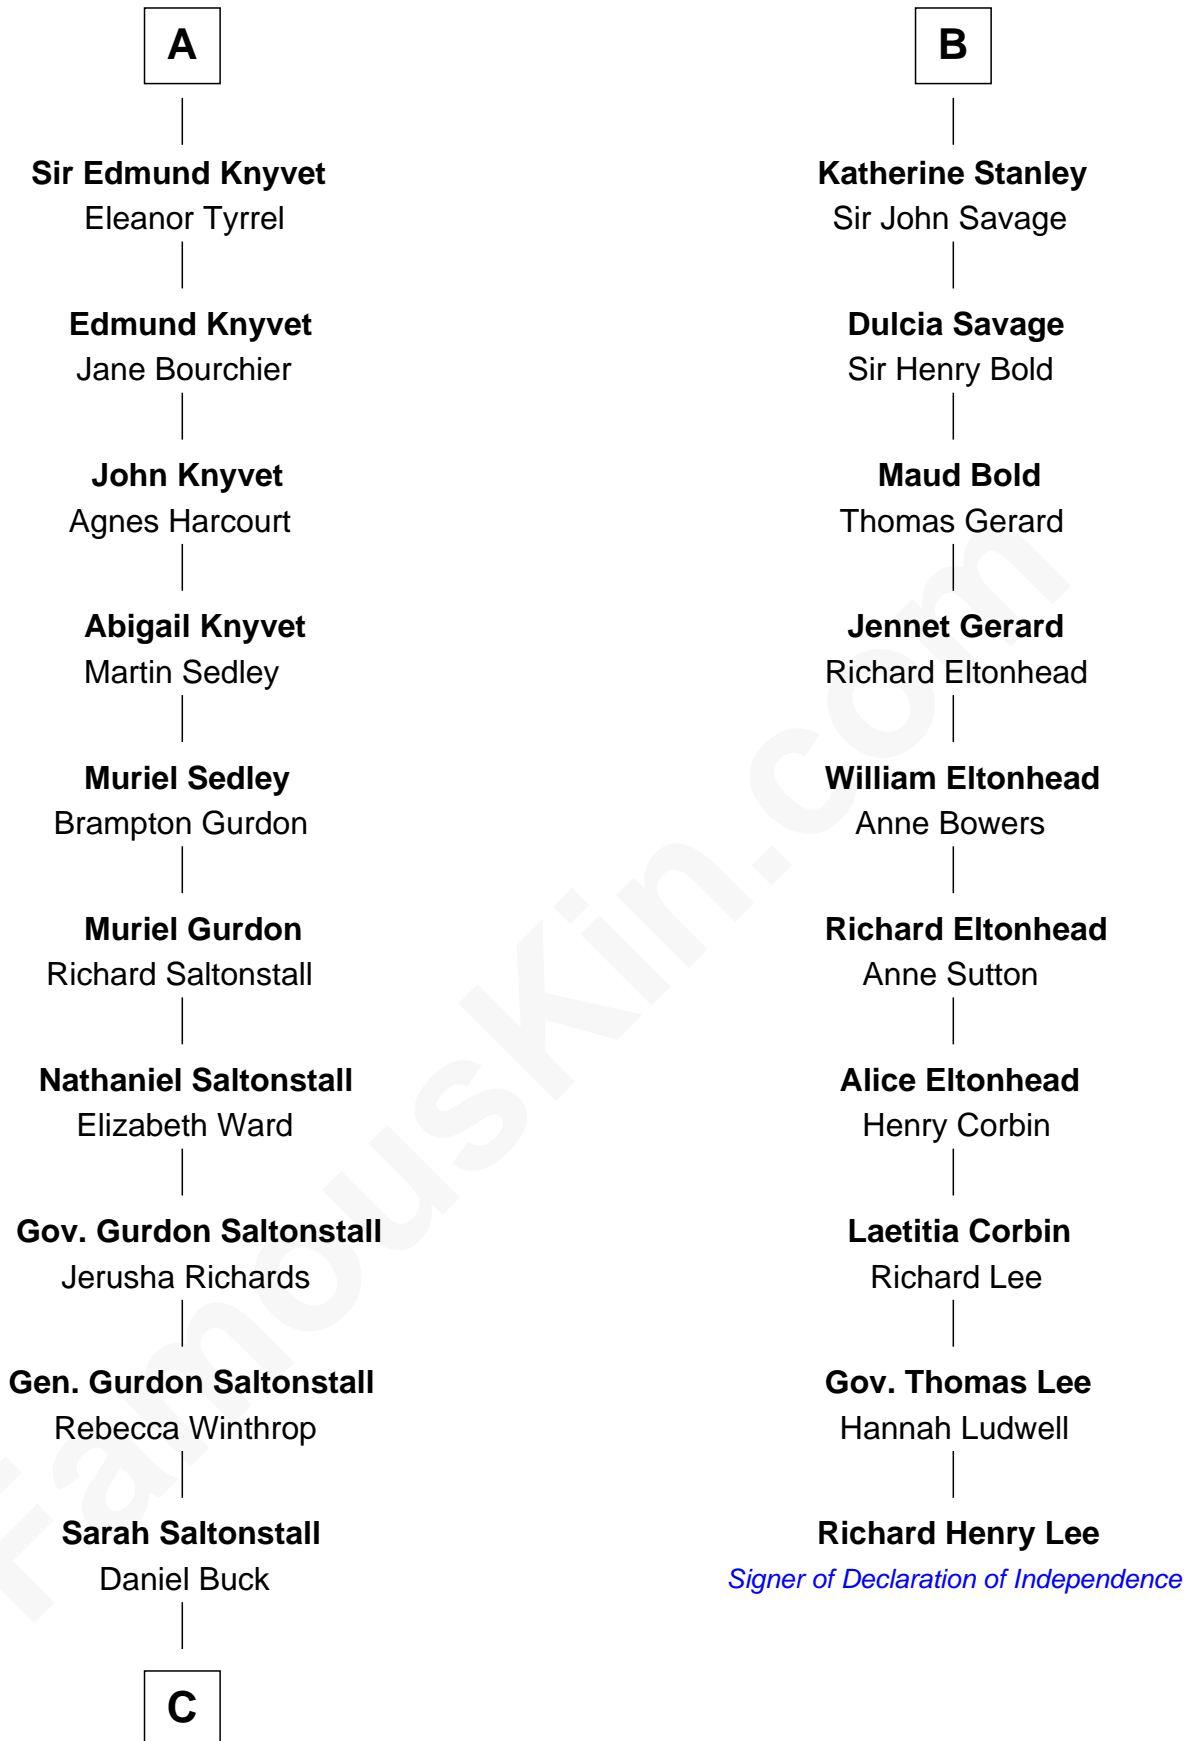 A
Sir Edmund Knyvet
Eleanor Tyrrel
Edmund Knyvet
Jane Bourchier
John Knyvet
Agnes Harcourt
Abigail Knyvet
Martin Sedley
Muriel Sedley
Brampton Gurdon
Muriel Gurdon
Richard Saltonstall
Nathaniel Saltonstall
Elizabeth Ward
Gov. Gurdon Saltonstall
Jerusha Richards
Gen. Gurdon Saltonstall
Rebecca Winthrop
Sarah Saltonstall
Daniel Buck
C
B
Katherine Stanley
Sir John Savage
Dulcia Savage
Sir Henry Bold
Maud Bold
Thomas Gerard
Jennet Gerard
Richard Eltonhead
William Eltonhead
Anne Bowers
Richard Eltonhead
Anne Sutton
Alice Eltonhead
Henry Corbin
Laetitia Corbin
Richard Lee
Gov. Thomas Lee
Hannah Ludwell
Richard Henry Lee
Signer of Declaration of Independence
FamousKin.com